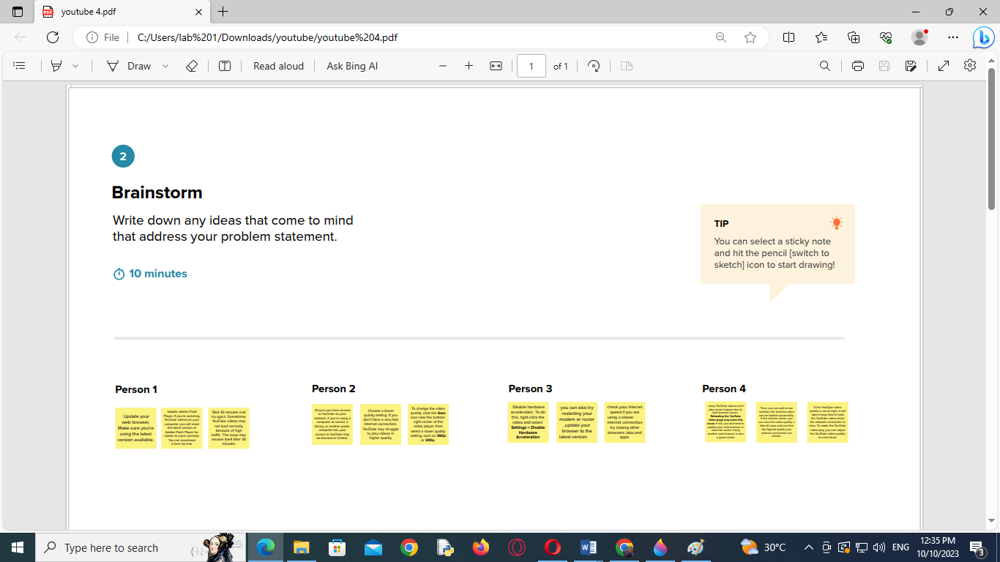 youtube 4.pdf
File
C:/Users/lab%201/Downloads/youtube/youtube%204.pdf
Draw
Read aloud
Ask Bing AI
1
of 1
2
Brainstorm
Write down any ideas that come to mind
that address your problem statement.
10 minutes
TIP
You can select a sticky note
and hit the pencil [switch to
sketch] icon to start drawing!
Person 1
Update your
web browser.
Make sure you're
using the latest
version available.
Update Adobe Flash
Player. If you're watching
YouTube videos on your
computer, you will need
the latest version of
Adobe Flash Player for
videos to work correctly.
You can download
it here for free
Wait 30 minutes and
try again. Sometimes
YouTube videos may
not load correctly
because of high
traffic. The issue may
resolve itself after 30
minutes
Person 2
Ensure you have access
to YouTube on your
network. If you're using a
computer at school, a
library, or another public
computer lab, your
access to YouTube may
be blocked or limited.
Choose a lower-
quality setting. If you
don't have a very fast
Internet connection,
YouTube may struggle
to play videos in
higher quality.
To change the video
quality, click the Gear
icon near the bottom-
right corner of the
video player, then
select a lower quality
setting, such as 360p
or 240p.
Person 3
Disable hardware
acceleration. To do
this, right-click the
video and select
Settings > Disable
Hardware
Acceleration
you can also try
restarting your
modem or router
,update your
browser to the
latest version
check your internet
speed if you are
using a slower
internet connection
try closing other
browsers ,tabs,and
apps.
Person 4
many YouTube videos won't
play issues happen due to
web browser issues.
Reloading the YouTube
video page may solve this
issue. If not, you will need to
update your web browser or
clear the cache. Using
another web browser is also
a good choice
Then, you can wait to see
whether the YouTube video
can be loaded successfully.
If this solution works, you
can raise the video quality a
little bit once until you find
the highest quality your
network connection can
stream.
If the YouTube video
quality is set as high, it will
take a long time to load
the YouTube video when
the network connection is
slow. To make the YouTube
video play, you can adjust
the YouTube video quality
to a low level.
Type here to search
30°C
ENG
12:35 PM
10/10/2023
3